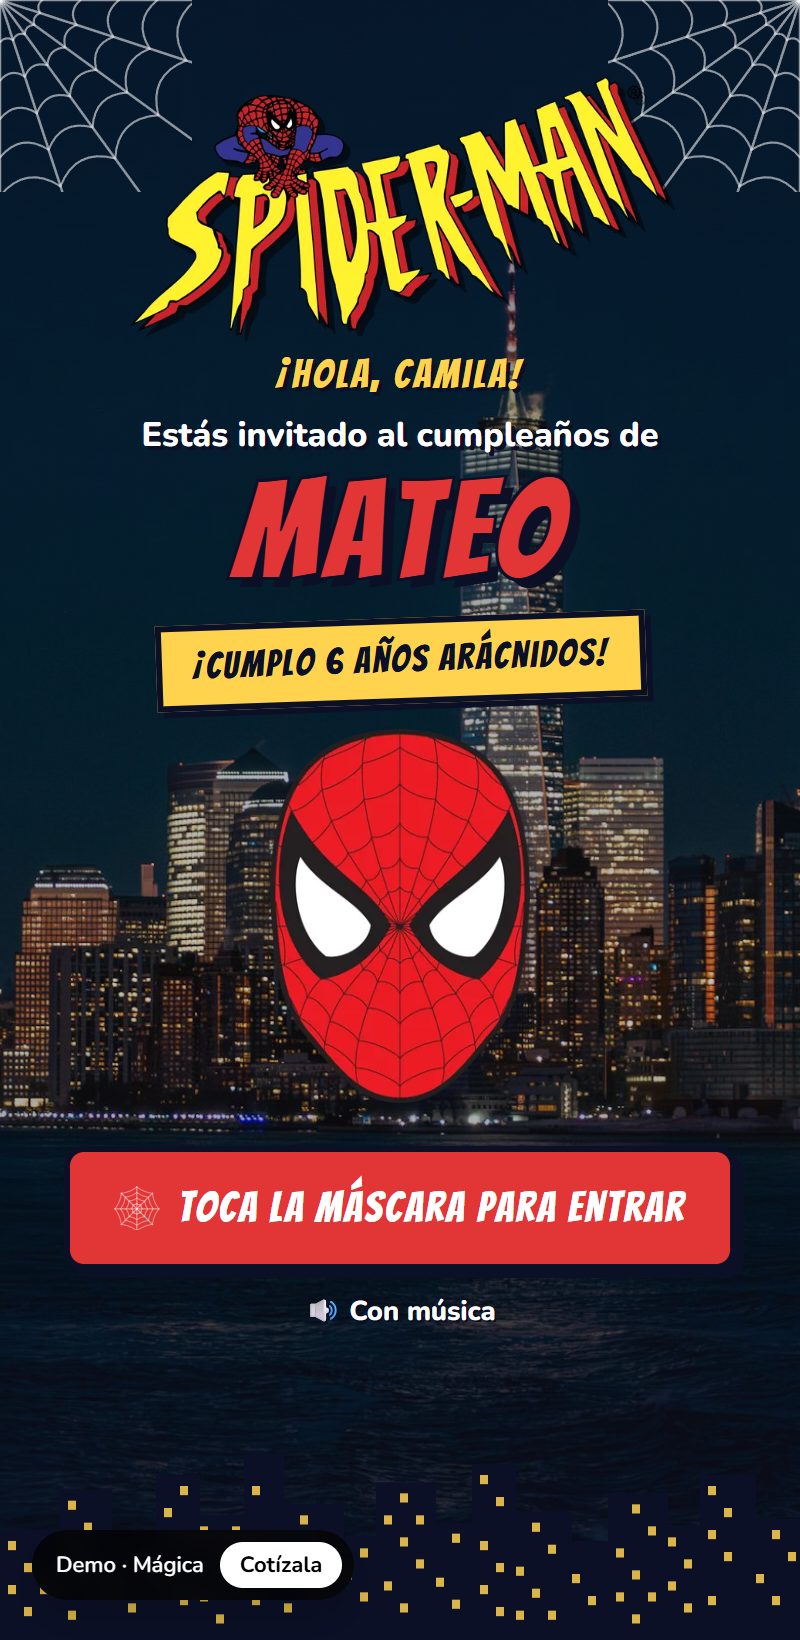 SPIDER-MAN
¡HOLA, CAMILA!
Estás invitado al cumpleaños de
MATEO
¡CUMPLO 6 AÑOS ARÁCNIDOS!
TOCA LA MÁSCARA PARA ENTRAR
Con música
Demo · Mágica Cotízala